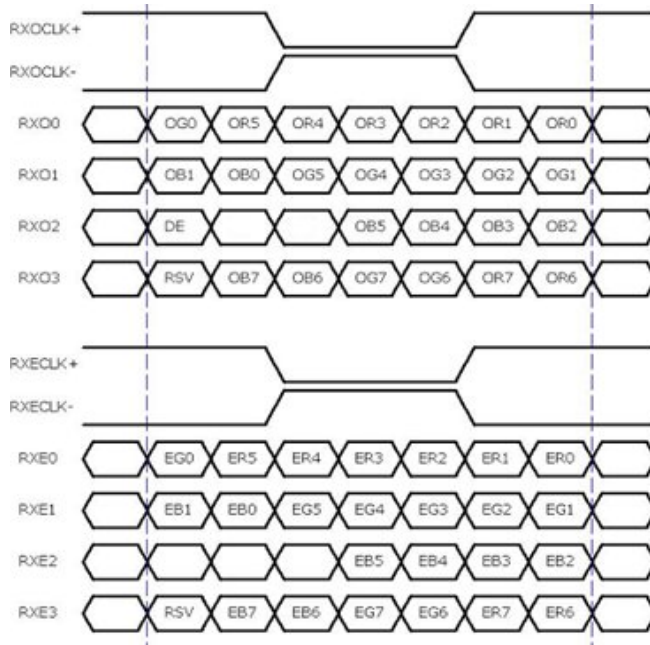 RXOCLK+
RXOCLK-
RXO0 OG0 OR5 OR4 OR3 OR2 OR1 OR0
RXO1 OB1 OB0 OG5 OG4 OG3 OG2 OG1
RXO2 DE OB5 OB4 OB3 OB2
RXO3 RSV OB7 OB6 OG7 OG6 OR7 OR6
RXECLK+
RXECLK-
RXE0 EG0 ER5 ER4 ER3 ER2 ER1 ER0
RXE1 EB1 EB0 EG5 EG4 EG3 EG2 EG1
RXE2 EB5 EB4 EB3 EB2
RXE3 RSV EB7 EB6 EG7 EG6 ER7 ER6